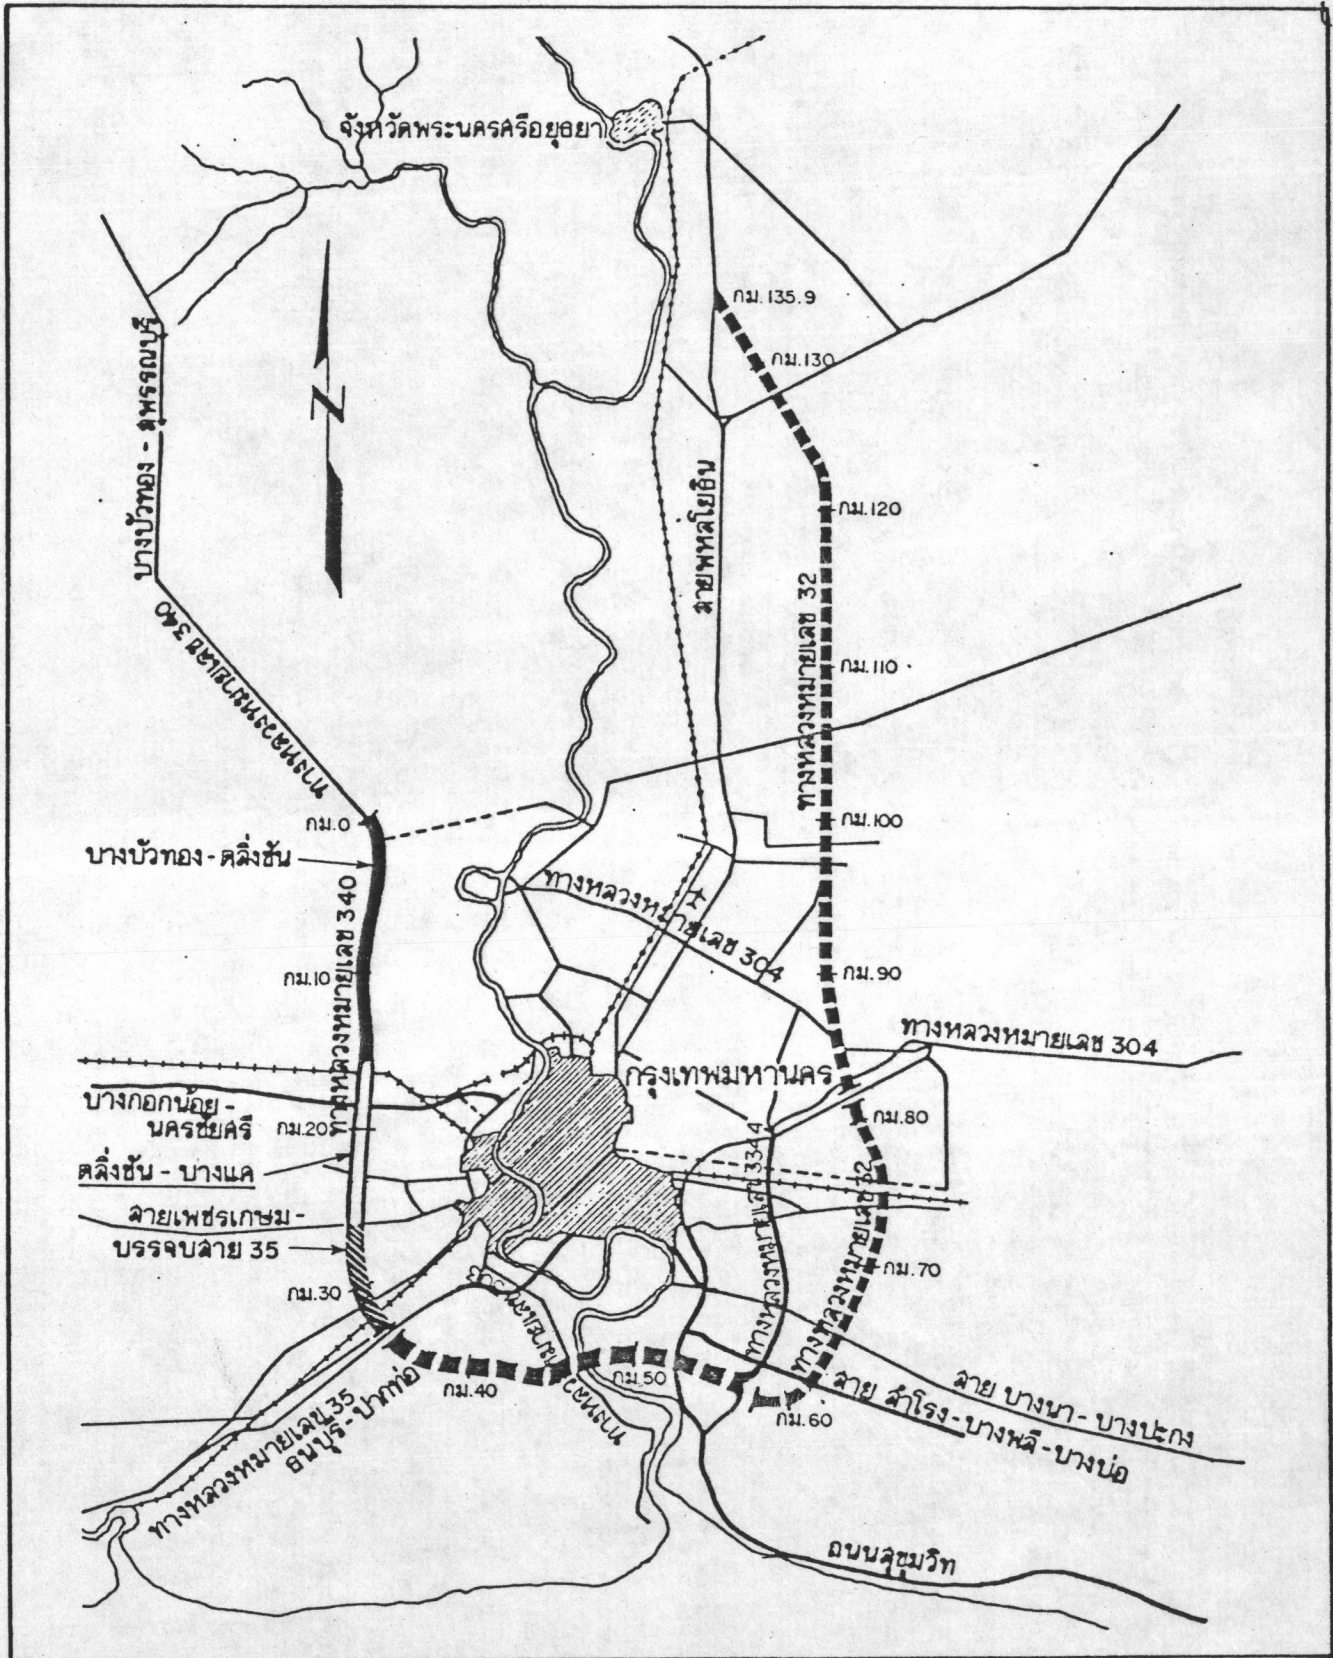 จังหวัดพระนครศรีอยุธยา
กม.135.9
กม.130
บางบัวทอง - สุพรรณบุรี
N
สายพหลโยธิน
กม.120
ทางหลวงหมายเลข 32
ทางหลวงหมายเลข 340
กม.110
กม.0
กม.100
บางบัวทอง - ตลิ่งชัน
ทางหลวงหมายเลข 304
ทางหลวงหมายเลข 340
กม.10
กม.90
ทางหลวงหมายเลข 304
กรุงเทพมหานคร
บางกอกน้อย -
นครชัยศรี
กม.20
กม.80
ตลิ่งชัน - บางแค
ทางหลวงหมายเลข 3344
ทางหลวงหมายเลข 32
สายเพชรเกษม -
บรรจบสาย 35
กม.70
กม.30
ทางหลวงหมายเลข 303
กม.40
กม.50
กม.60
สาย บางนา - บางปะกง
สาย สำโรง - บางพลี - บางบ่อ
ทางหลวงหมายเลข 35
ธนบุรี - ปากท่อ
ถนนสุขุมวิท